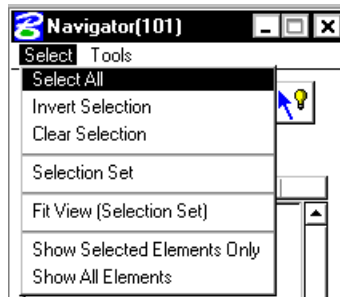 Navigator(101)
Select Tools
Select All
Invert Selection
Clear Selection
Selection Set
Fit View (Selection Set)
Show Selected Elements Only
Show All Elements